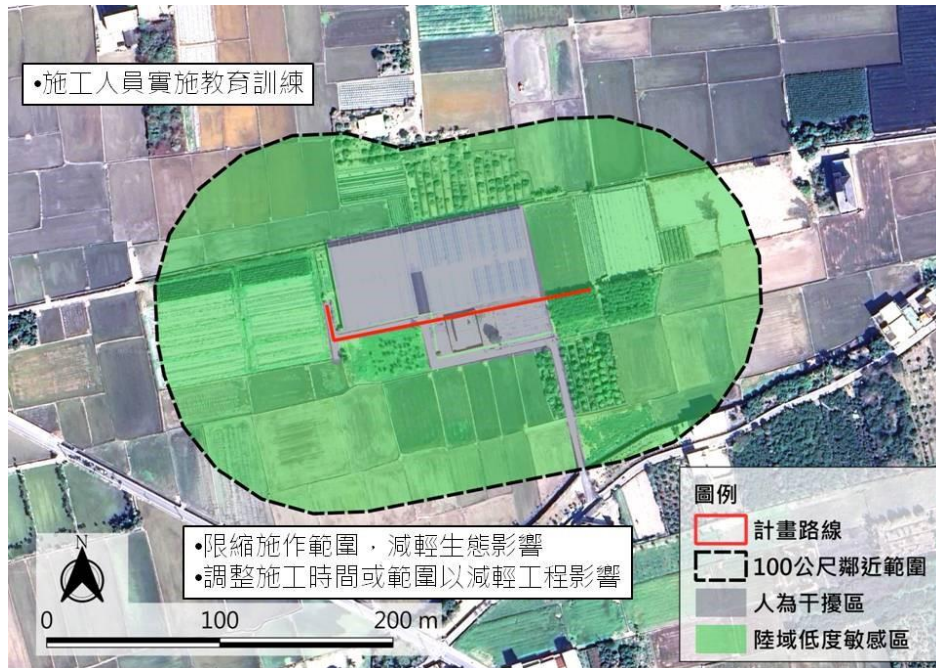 •施工人員實施教育訓練
•限縮施作範圍，減輕生態影響
•調整施工時間或範圍以減輕工程影響
N
0 100 200 m
圖例
計畫路線
100公尺鄰近範圍
人為干擾區
陸域低度敏感區